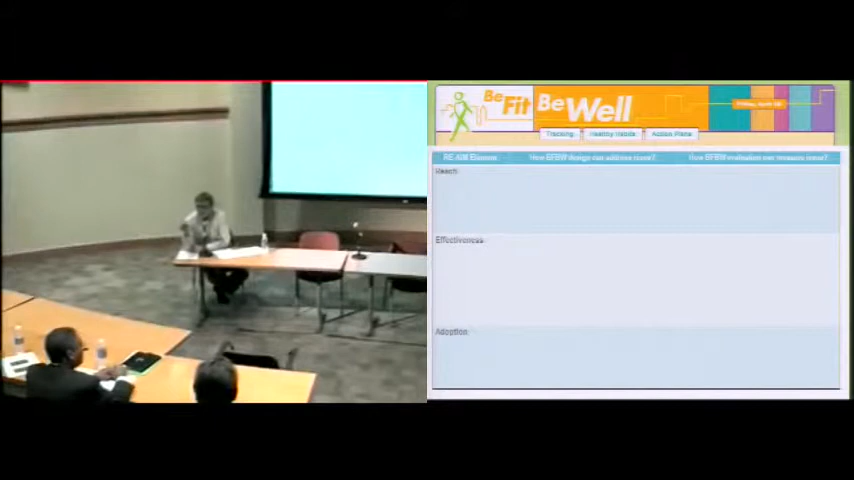 Be Fit Be Well
Tracking Healthy Habits Action Plans
RE-AIM Element How BFBW design can address issue? How BFBW evaluation can measure issue?
Reach:
Effectiveness:
Adoption: